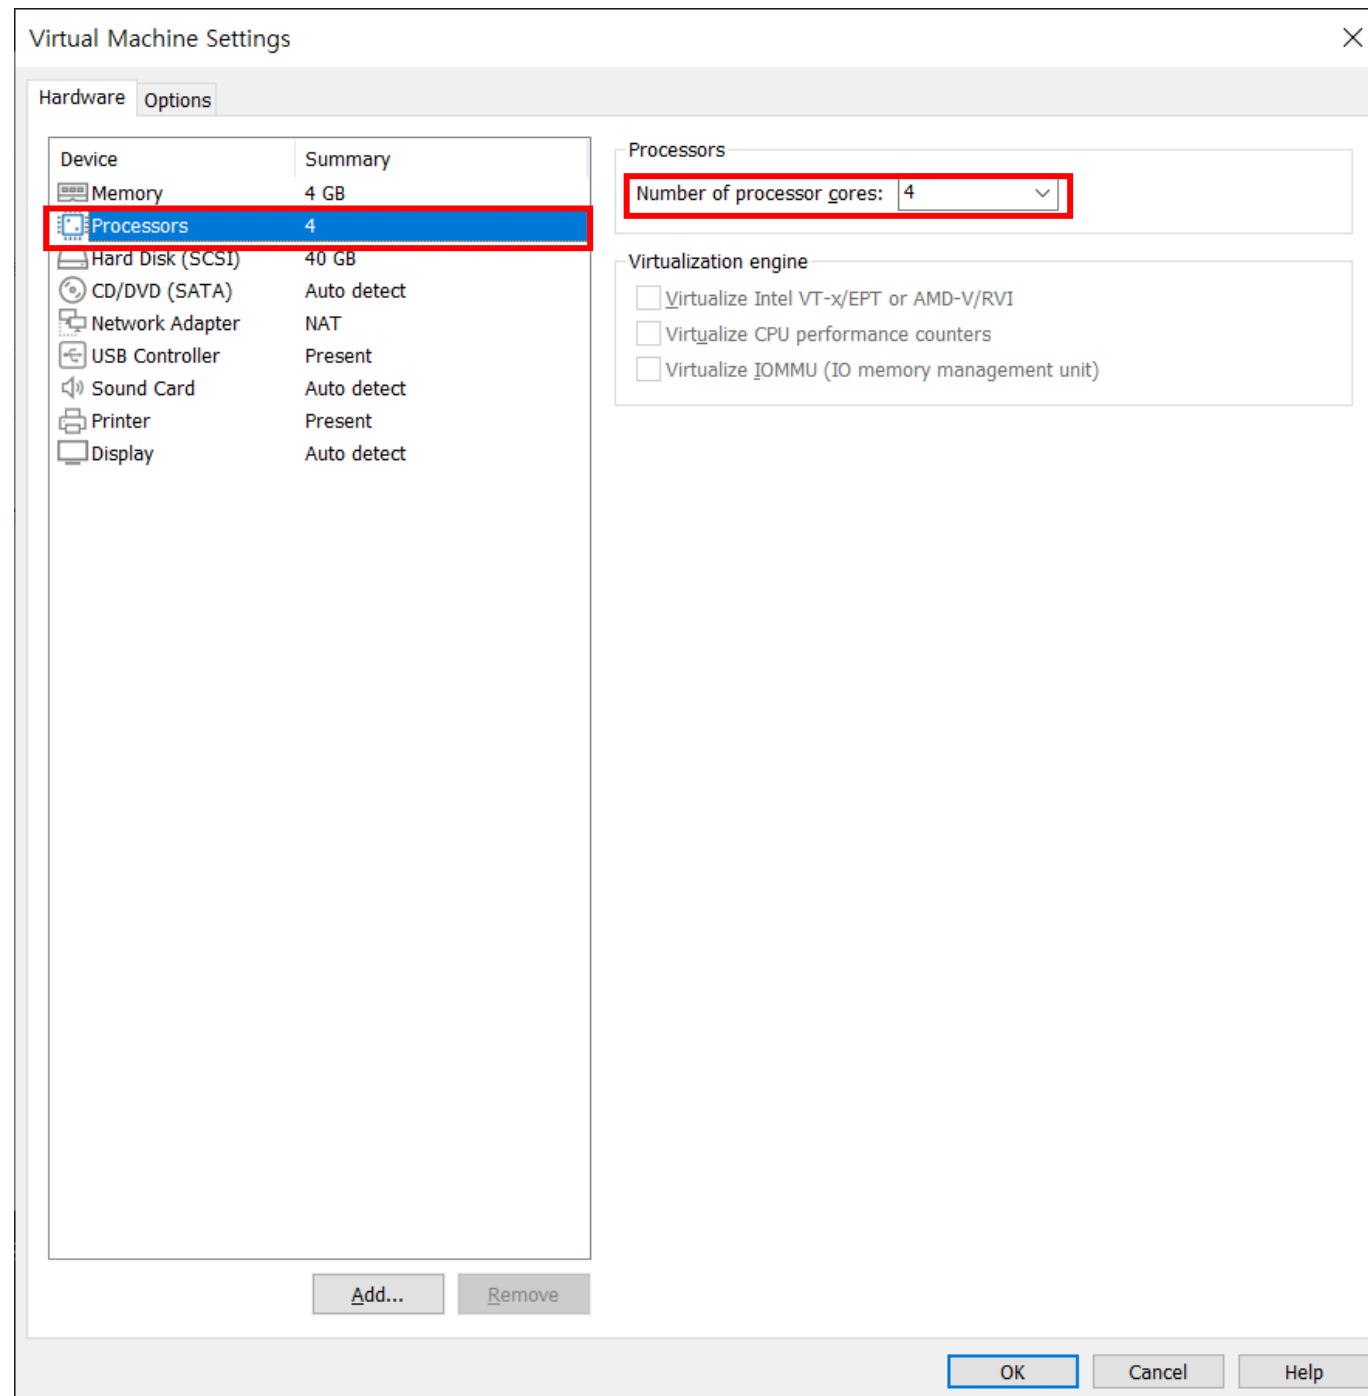 Virtual Machine Settings
Hardware Options
Device Summary
Memory 4 GB
Processors 4
Hard Disk (SCSI) 40 GB
CD/DVD (SATA) Auto detect
Network Adapter NAT
USB Controller Present
Sound Card Auto detect
Printer Present
Display Auto detect
Add... Remove
Processors
Number of processor cores: 4
Virtualization engine
Virtualize Intel VT-x/EPT or AMD-V/RVI
Virtualize CPU performance counters
Virtualize IOMMU (IO memory management unit)
OK Cancel Help